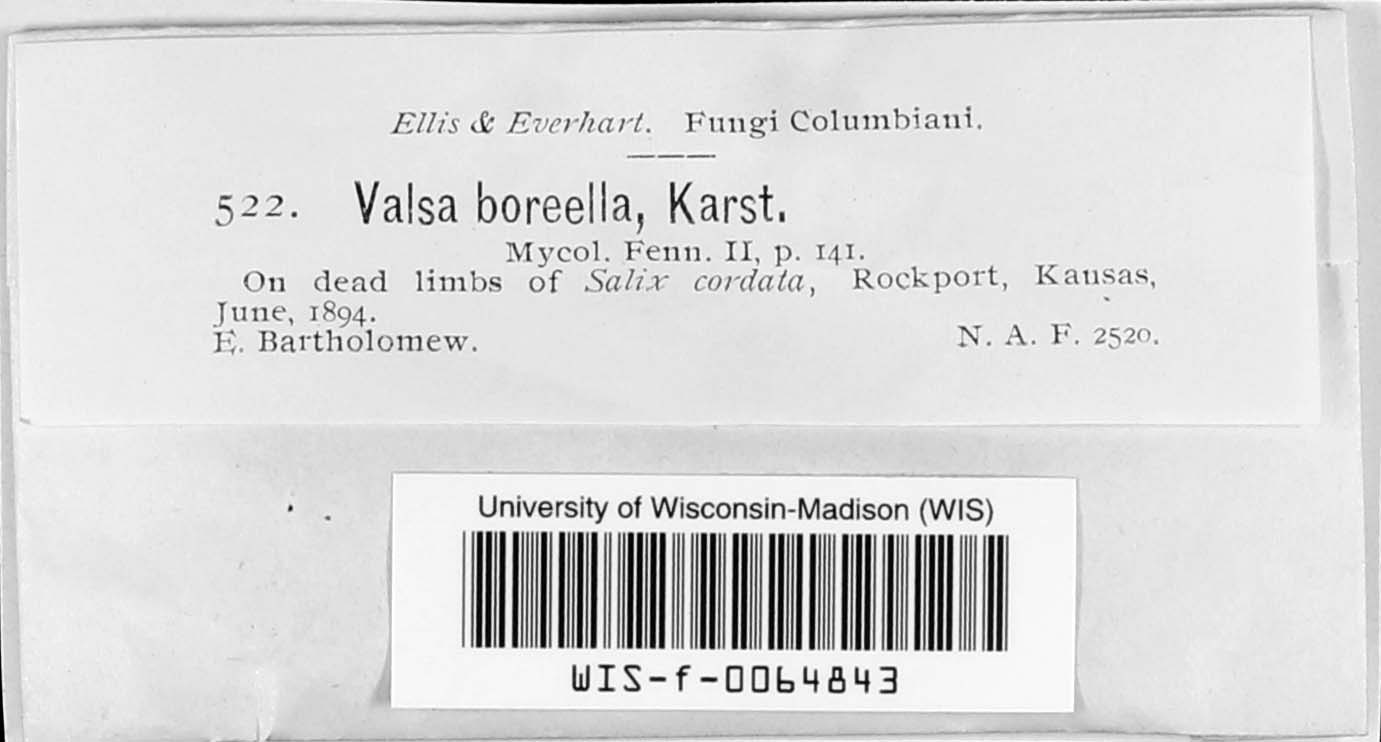 Ellis & Everhart. Fungi Columbiani.
522. Valsa boreella, Karst.
Mycol. Fenn. II, p. 141.
On dead limbs of Salix cordata, Rockport, Kansas,
June, 1894.
E. Bartholomew. N. A. F. 2520.
University of Wisconsin-Madison (WIS)
WIS-f-0064843